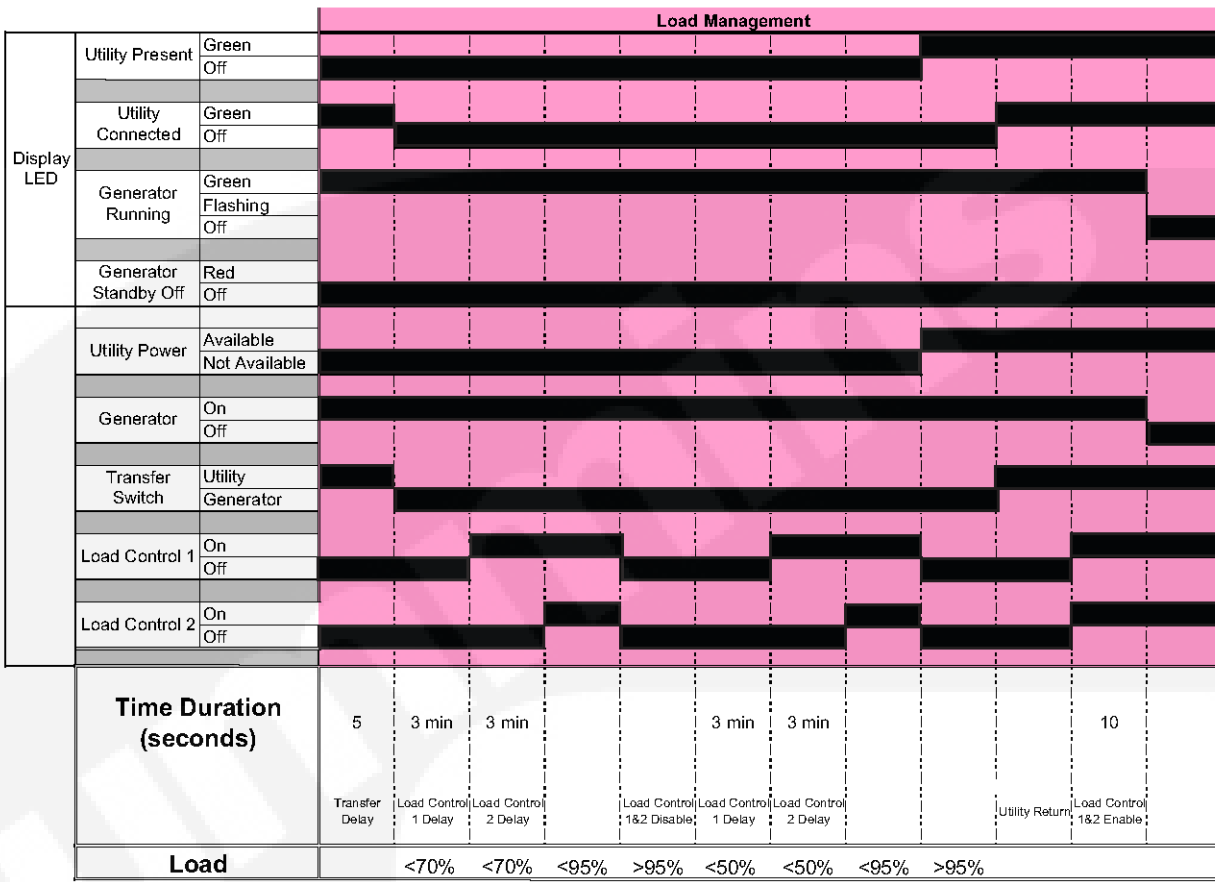 Load Management
Utility Present Green
Off
Utility Connected Green
Off
Display LED
Generator Running Green
Flashing
Off
Generator Standby Off Red
Off
Utility Power Available
Not Available
Generator On
Off
Transfer Switch Utility
Generator
Load Control 1 On
Off
Load Control 2 On
Off
Time Duration (seconds) 5 3 min 3 min 3 min 3 min 10
Transfer Delay Load Control 1 Delay Load Control 2 Delay Load Control 1&2 Disable Load Control 1 Delay Load Control 2 Delay Utility Return Load Control 1&2 Enable
Load <70% <70% <95% >95% <50% <50% <95% >95%
cummins